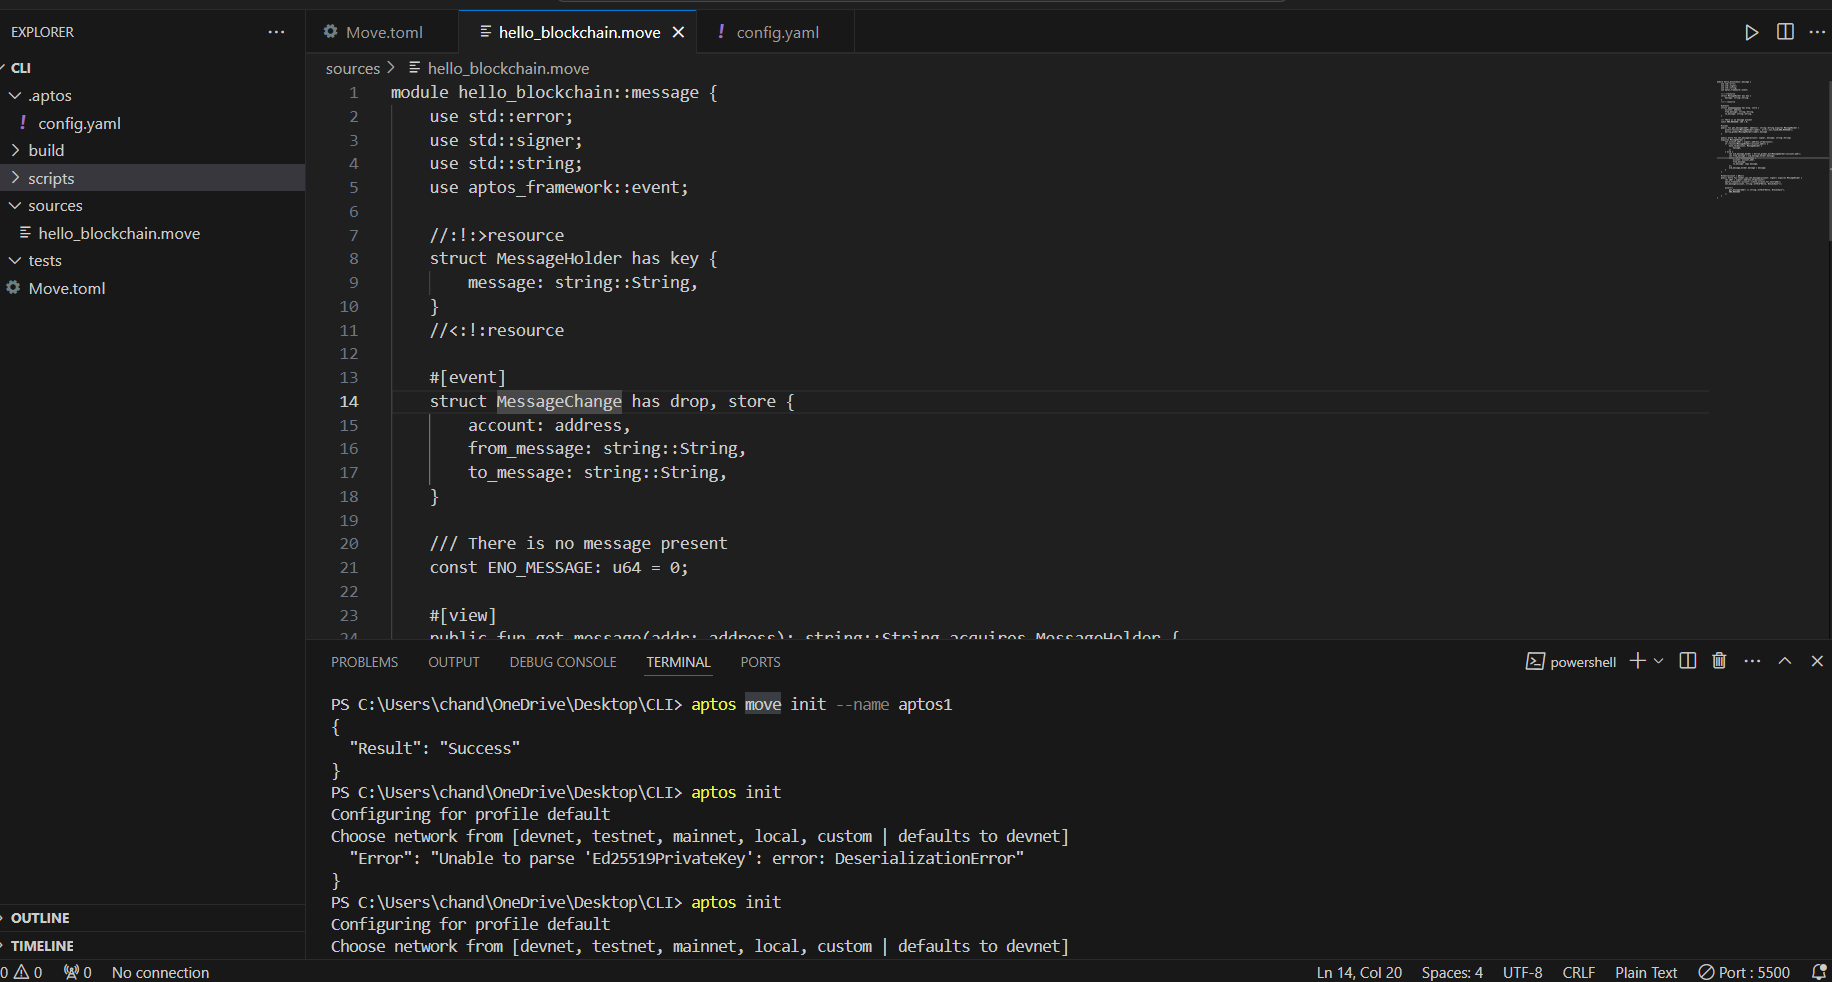 EXPLORER
···
Move.toml
hello_blockchain.move
config.yaml
CLI
.aptos
config.yaml
build
scripts
sources
hello_blockchain.move
tests
Move.toml
OUTLINE
TIMELINE
sources > hello_blockchain.move
1 module hello_blockchain::message {
2 use std::error;
3 use std::signer;
4 use std::string;
5 use aptos_framework::event;
6
7 //:!:>resource
8 struct MessageHolder has key {
9 message: string::String,
10 }
11 //<:!:resource
12
13 #[event]
14 struct MessageChange has drop, store {
15 account: address,
16 from_message: string::String,
17 to_message: string::String,
18 }
19
20 /// There is no message present
21 const ENO_MESSAGE: u64 = 0;
22
23 #[view]
24 public fun get_message(addr: address): string::String acquires MessageHolder {
PROBLEMS OUTPUT DEBUG CONSOLE TERMINAL PORTS
powershell
PS C:\Users\chand\OneDrive\Desktop\CLI> aptos move init --name aptos1
{
"Result": "Success"
}
PS C:\Users\chand\OneDrive\Desktop\CLI> aptos init
Configuring for profile default
Choose network from [devnet, testnet, mainnet, local, custom | defaults to devnet]
"Error": "Unable to parse 'Ed25519PrivateKey': error: DeserializationError"
}
PS C:\Users\chand\OneDrive\Desktop\CLI> aptos init
Configuring for profile default
Choose network from [devnet, testnet, mainnet, local, custom | defaults to devnet]
0 0 0 No connection
Ln 14, Col 20 Spaces: 4 UTF-8 CRLF Plain Text Port : 5500